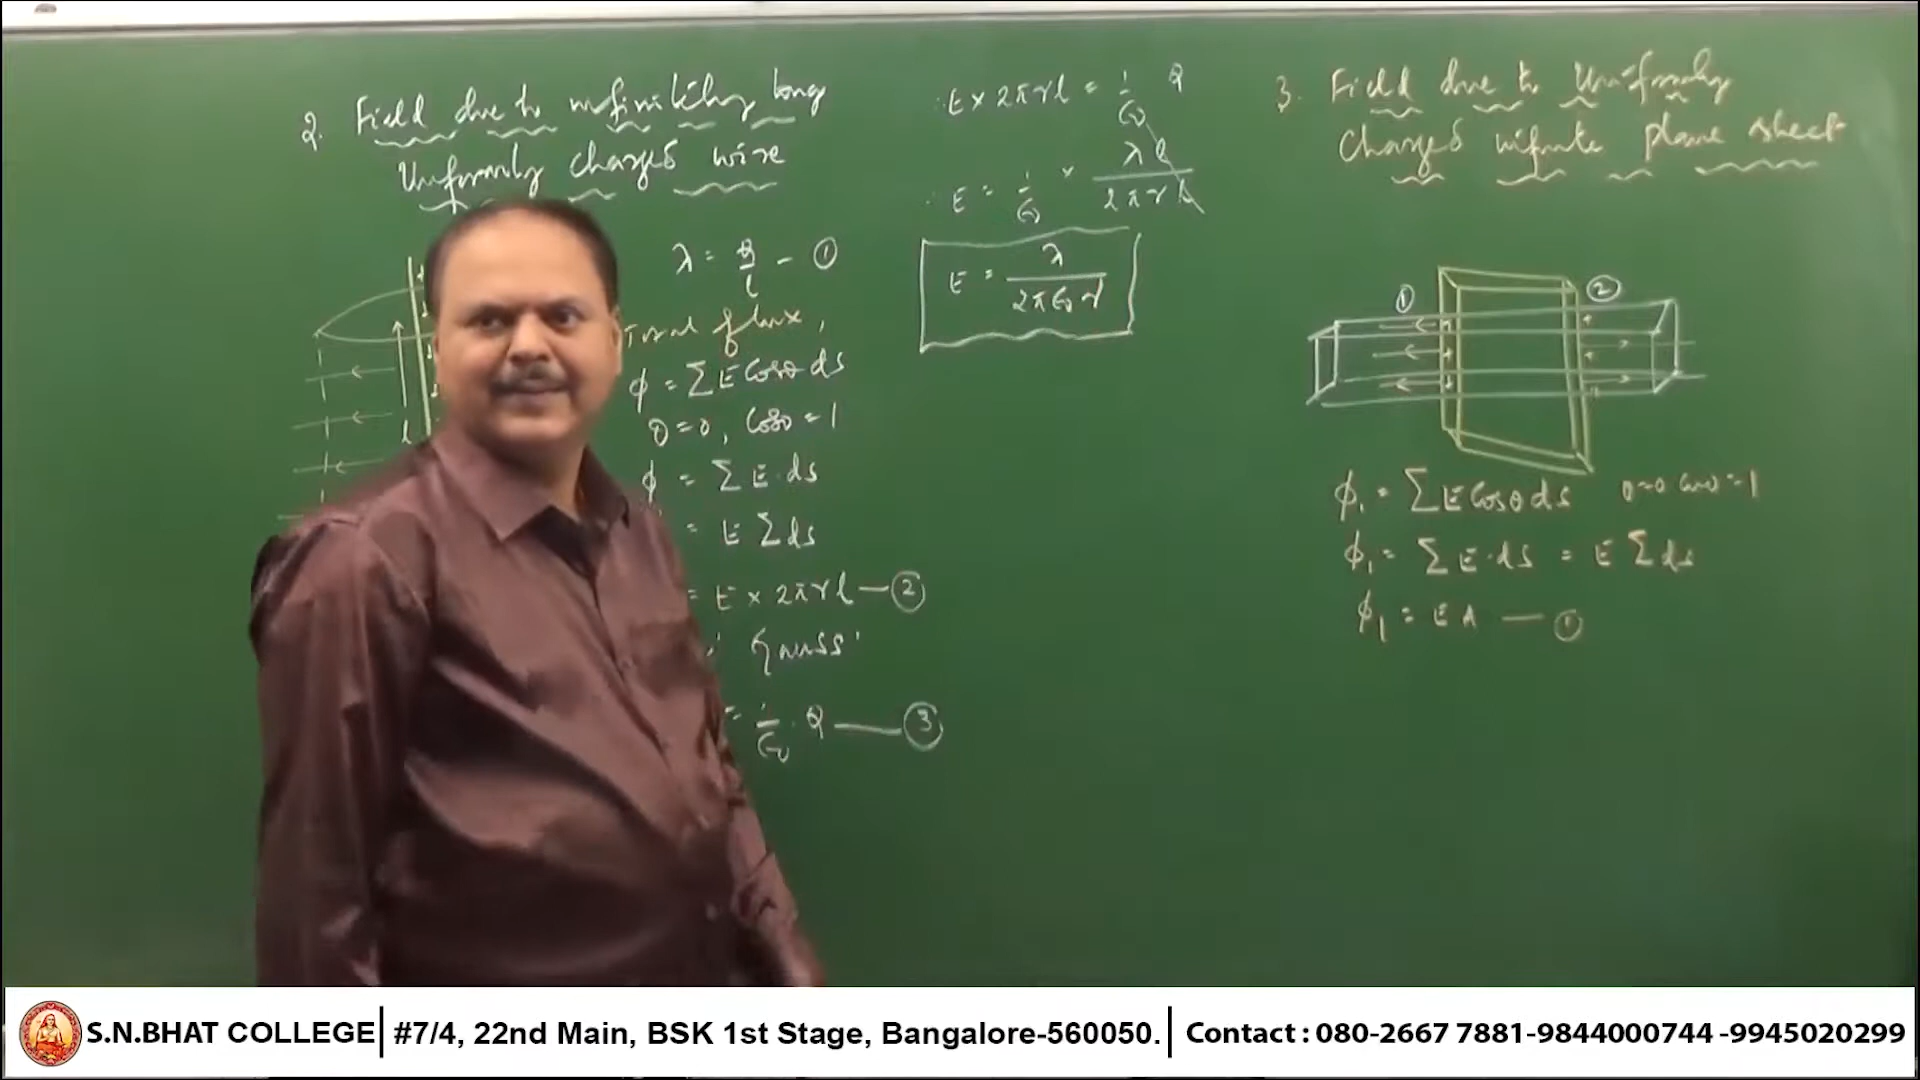 2. Field due to infinitely long
Uniformly charged wire
λ = q/l - ①
Total flux,
ϕ = Σ E Cosθ ds
θ=0, Cos0 = 1
ϕ = Σ E·ds
= E Σ ds
= E × 2πrl — ②
'Gauss'
= 1/ε₀ · q — ③
l
∴ E × 2πrl = 1/ε₀ q
∴ E = 1/ε₀ × λl/2πrl
E = λ/2πε₀r
3. Field due to Uniformly
Charged infinite plane sheet
① ②
ϕ₁ = Σ E Cosθ ds θ=0 Cos0=1
ϕ₁ = Σ E·ds = E Σ ds
ϕ₁ = EA — ①
S.N.BHAT COLLEGE | #7/4, 22nd Main, BSK 1st Stage, Bangalore-560050. | Contact : 080-2667 7881-9844000744 -9945020299